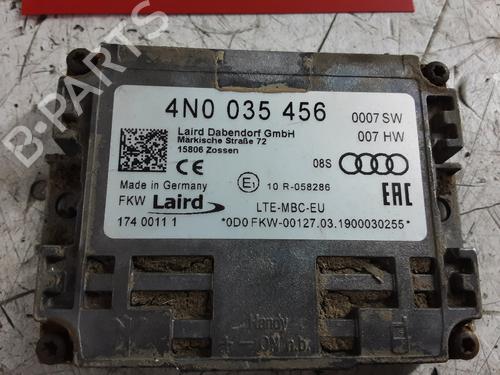 4N0 035 456
0007 SW
007 HW
Laird Dabendorf GmbH
Märkische Straße 72
15806 Zossen
08S
CE
E1
10 R-058286
EAC
Made in Germany
FKW Laird
LTE-MBC-EU
174 0011 1
*0D0 FKW-00127.03.1900030255*
Handy
B-PARTS